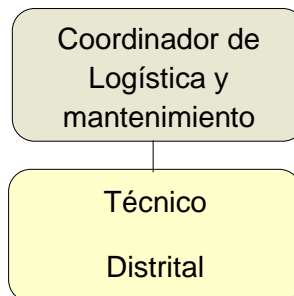 Coordinador de
Logística y
mantenimiento
Técnico
Distrital